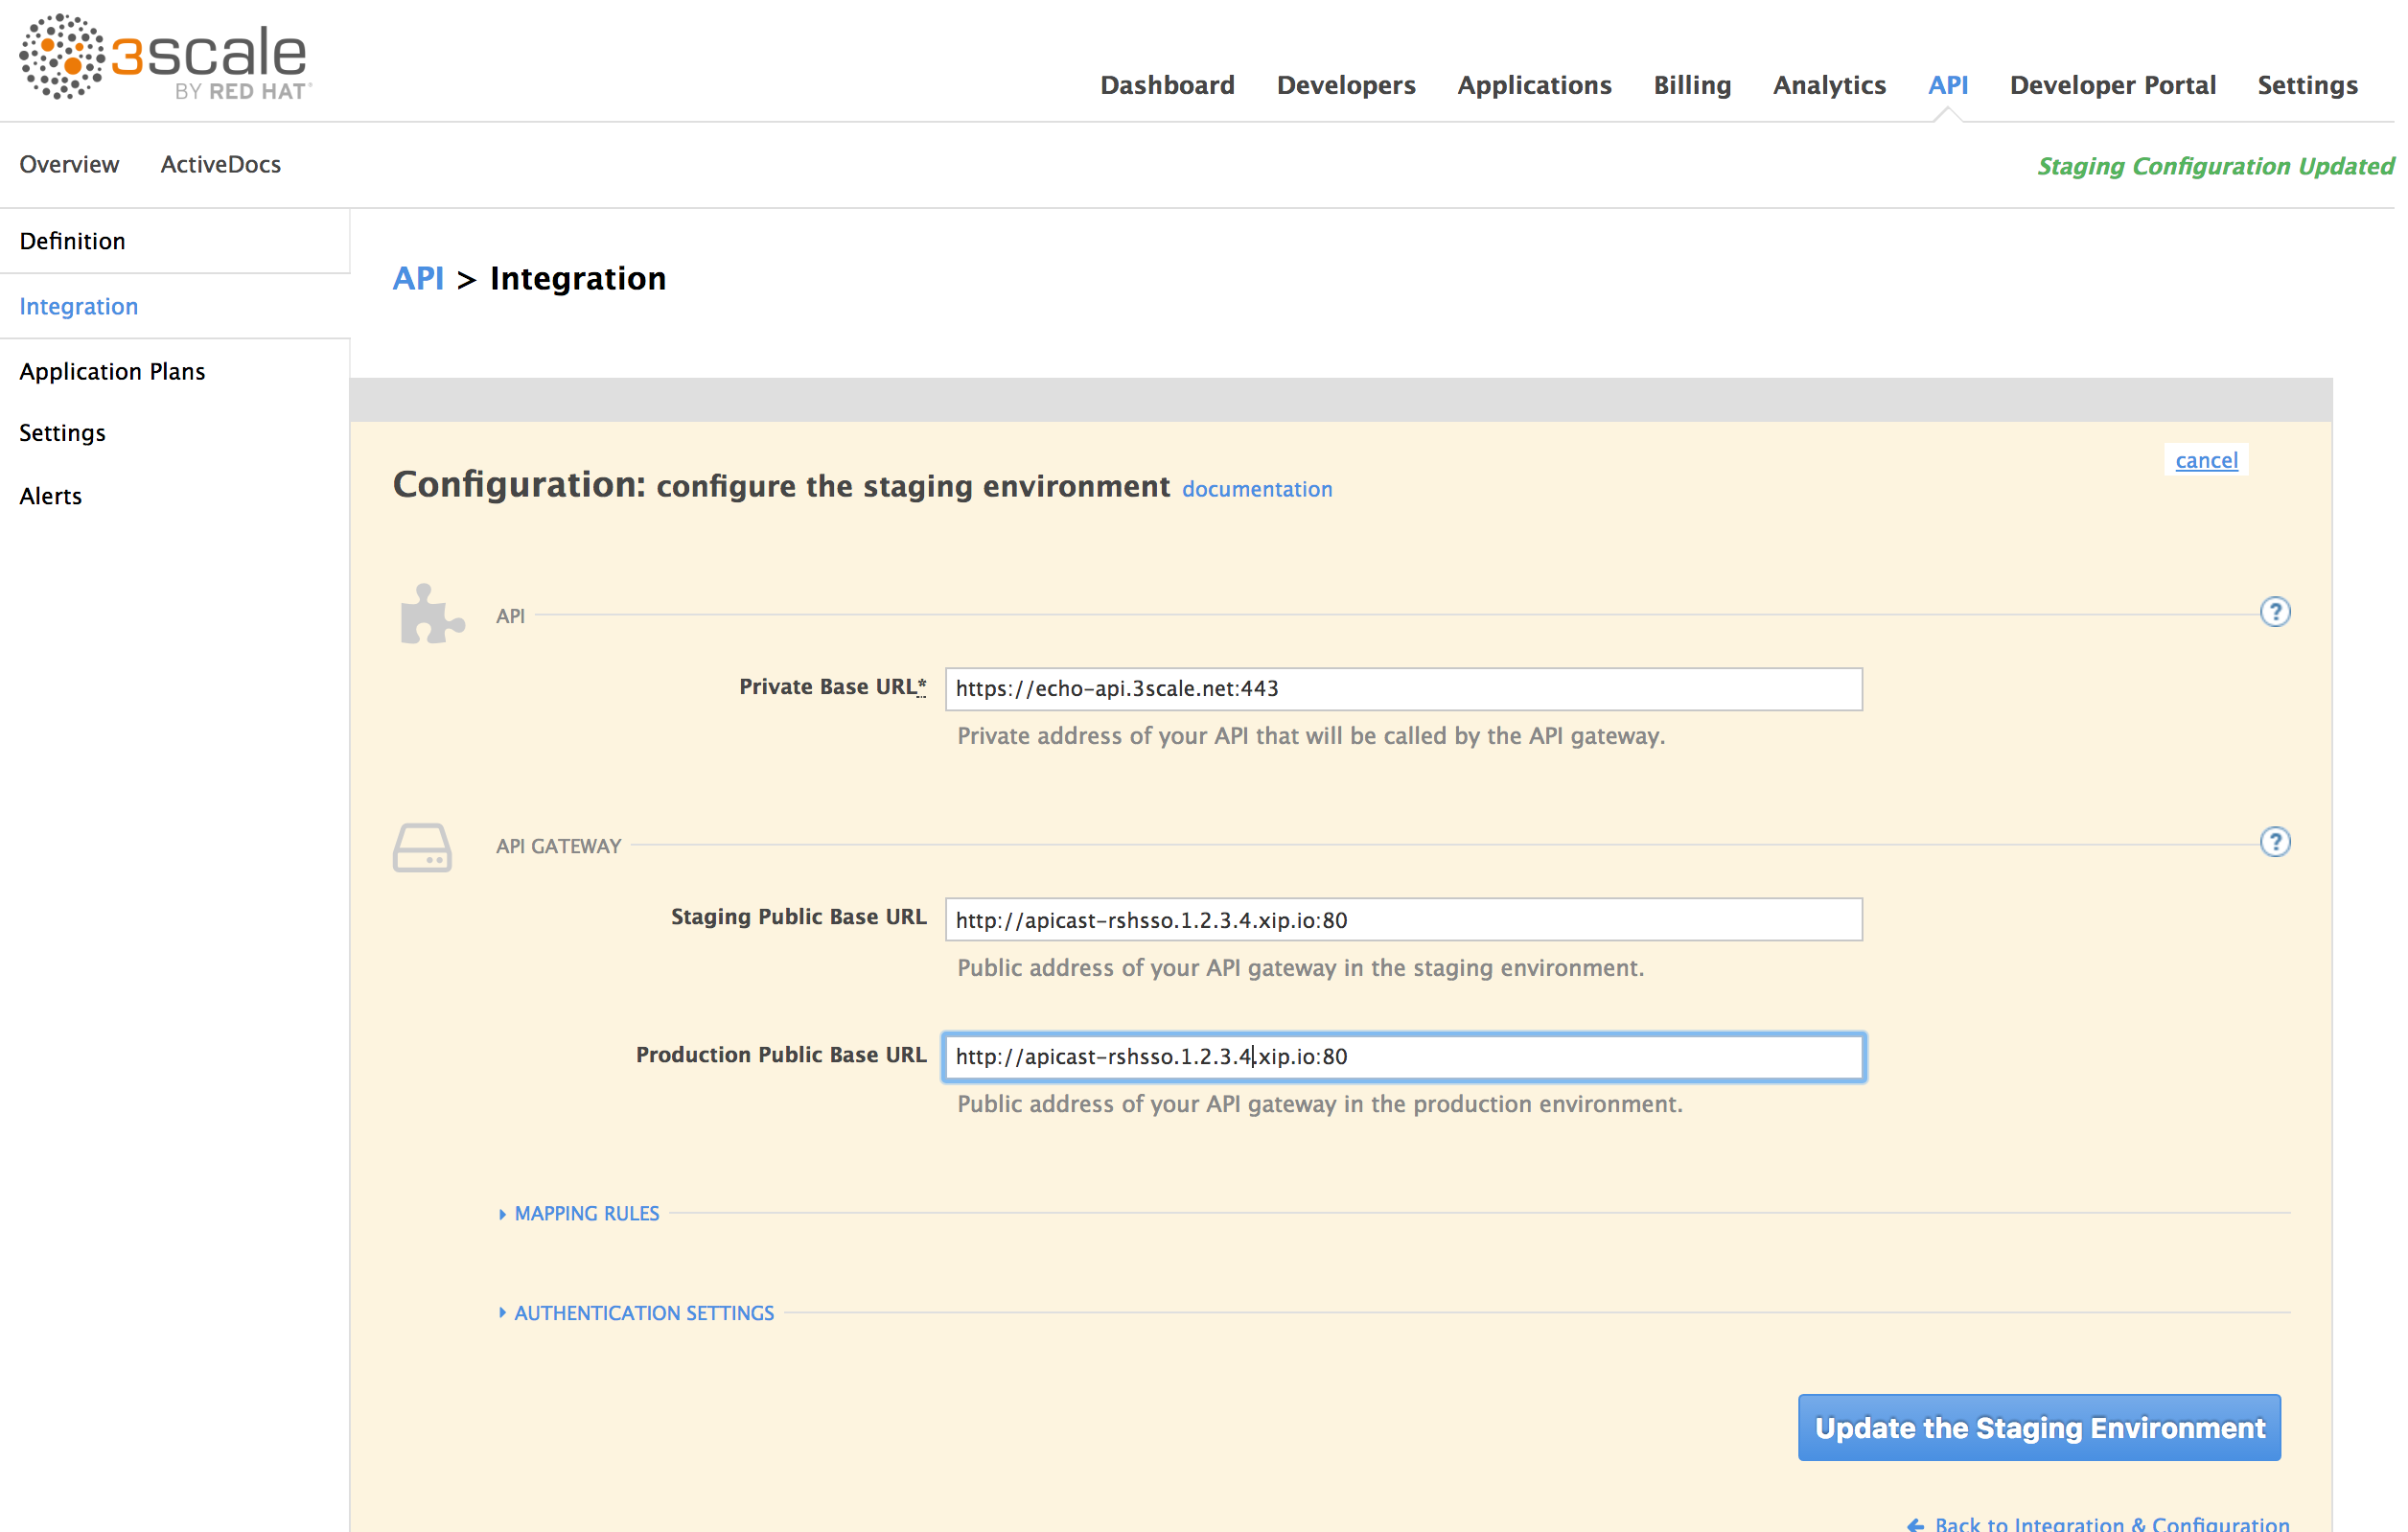 3scale
BY RED HAT
Dashboard Developers Applications Billing Analytics API Developer Portal Settings
Overview ActiveDocs
Staging Configuration Updated
Definition
Integration
Application Plans
Settings
Alerts
API > Integration
cancel
Configuration: configure the staging environment documentation
API
?
Private Base URL*
https://echo-api.3scale.net:443
Private address of your API that will be called by the API gateway.
API GATEWAY
?
Staging Public Base URL
http://apicast-rshsso.1.2.3.4.xip.io:80
Public address of your API gateway in the staging environment.
Production Public Base URL
http://apicast-rshsso.1.2.3.4.xip.io:80
Public address of your API gateway in the production environment.
MAPPING RULES
AUTHENTICATION SETTINGS
Update the Staging Environment
Back to Integration & Configuration